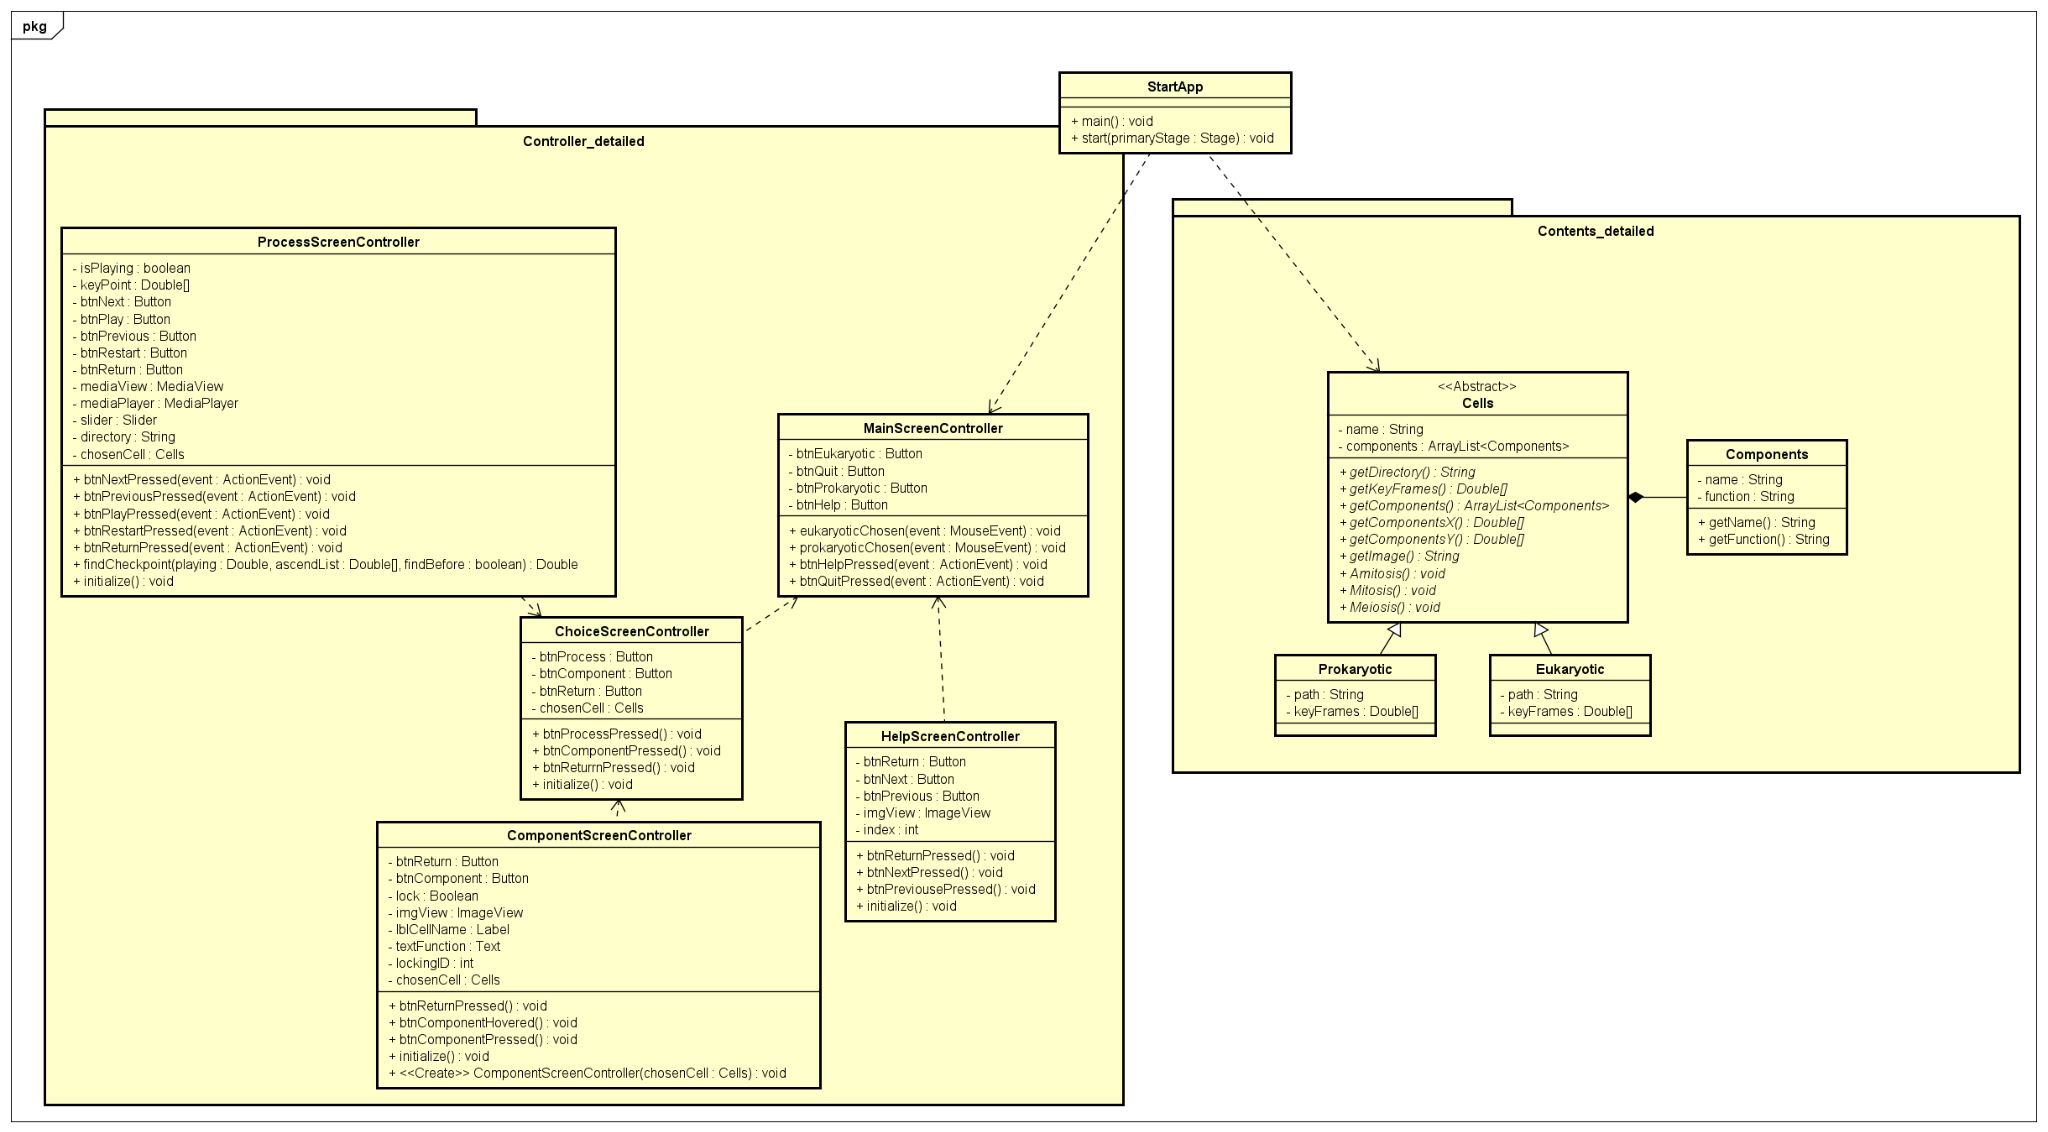 pkg
StartApp
+ main() : void
+ start(primaryStage : Stage) : void
Controller_detailed
ProcessScreenController
- isPlaying : boolean
- keyPoint : Double[]
- btnNext : Button
- btnPlay : Button
- btnPrevious : Button
- btnRestart : Button
- btnReturn : Button
- mediaView : MediaView
- mediaPlayer : MediaPlayer
- slider : Slider
- directory : String
- chosenCell : Cells
+ btnNextPressed(event : ActionEvent) : void
+ btnPreviousPressed(event : ActionEvent) : void
+ btnPlayPressed(event : ActionEvent) : void
+ btnRestartPressed(event : ActionEvent) : void
+ btnReturnPressed(event : ActionEvent) : void
+ findCheckpoint(playing : Double, ascendList : Double[], findBefore : boolean) : Double
+ initialize() : void
MainScreenController
- btnEukaryotic : Button
- btnQuit : Button
- btnProkaryotic : Button
- btnHelp : Button
+ eukaryoticChosen(event : MouseEvent) : void
+ prokaryoticChosen(event : MouseEvent) : void
+ btnHelpPressed(event : ActionEvent) : void
+ btnQuitPressed(event : ActionEvent) : void
ChoiceScreenController
- btnProcess : Button
- btnComponent : Button
- btnReturn : Button
- chosenCell : Cells
+ btnProcessPressed() : void
+ btnComponentPressed() : void
+ btnReturrnPressed() : void
+ initialize() : void
HelpScreenController
- btnReturn : Button
- btnNext : Button
- btnPrevious : Button
- imgView : ImageView
- index : int
+ btnReturnPressed() : void
+ btnNextPressed() : void
+ btnPreviousePressed() : void
+ initialize() : void
ComponentScreenController
- btnReturn : Button
- btnComponent : Button
- lock : Boolean
- imgView : ImageView
- lblCellName : Label
- textFunction : Text
- lockingID : int
- chosenCell : Cells
+ btnReturnPressed() : void
+ btnComponentHovered() : void
+ btnComponentPressed() : void
+ initialize() : void
+ <<Create>> ComponentScreenController(chosenCell : Cells) : void
Contents_detailed
<<Abstract>>
Cells
- name : String
- components : ArrayList<Components>
+ getDirectory() : String
+ getKeyFrames() : Double[]
+ getComponents() : ArrayList<Components>
+ getComponentsX() : Double[]
+ getComponentsY() : Double[]
+ getImage() : String
+ Amitosis() : void
+ Mitosis() : void
+ Meiosis() : void
Components
- name : String
- function : String
+ getName() : String
+ getFunction() : String
Prokaryotic
- path : String
- keyFrames : Double[]
Eukaryotic
- path : String
- keyFrames : Double[]